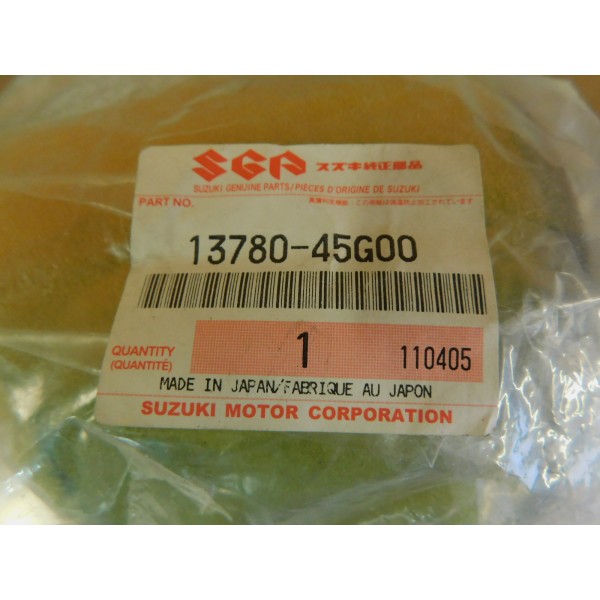 SGP スズキ純正部品
SUZUKI GENUINE PARTS/PIECES D'ORIGINE DE SUZUKI
PART NO.
13780-45G00
QUANTITY 1 110405
(QUANTITÉ)
MADE IN JAPAN/FABRIQUE AU JAPON
SUZUKI MOTOR CORPORATION